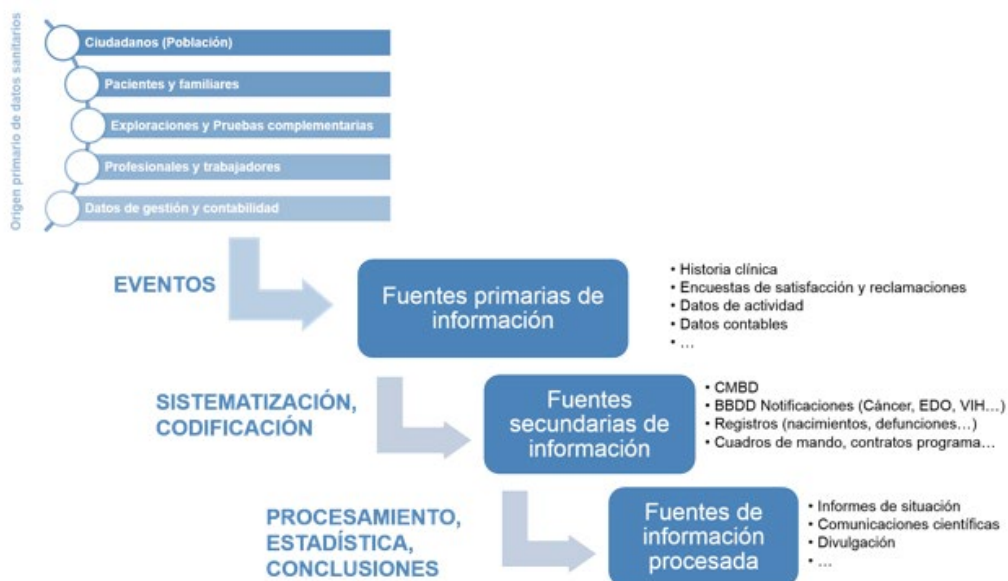 Origen primario de datos sanitarios
Ciudadanos (Población)
Pacientes y familiares
Exploraciones y Pruebas complementarias
Profesionales y trabajadores
Datos de gestión y contabilidad
EVENTOS
Fuentes primarias de
información
• Historia clínica
• Encuestas de satisfacción y reclamaciones
• Datos de actividad
• Datos contables
• ...
SISTEMATIZACIÓN,
CODIFICACIÓN
Fuentes
secundarias de
información
• CMBD
• BBDD Notificaciones (Cáncer, EDO, VIH...)
• Registros (nacimientos, defunciones...)
• Cuadros de mando, contratos programa...
PROCESAMIENTO,
ESTADÍSTICA,
CONCLUSIONES
Fuentes de
información
procesada
• Informes de situación
• Comunicaciones científicas
• Divulgación
• ...